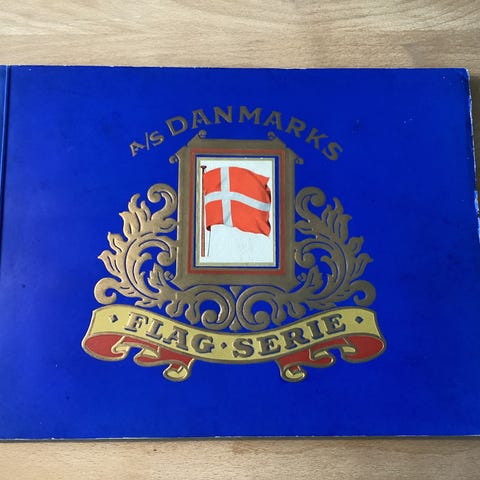 A/S DANMARKS
FLAG · SERIE